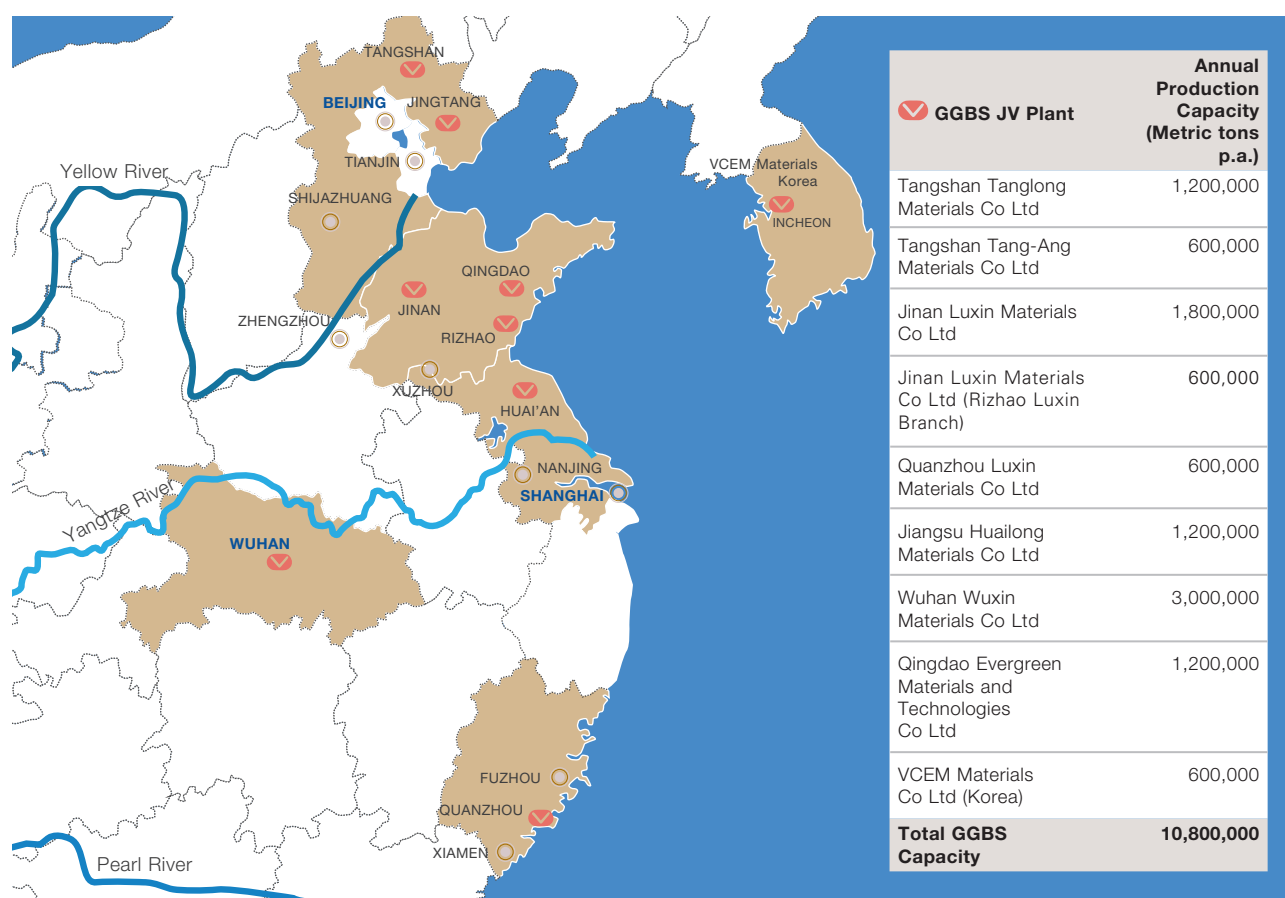 TANGSHAN
BEIJING
JINGTANG
TIANJIN
Yellow River
SHIJAZHUANG
VCEM Materials
Korea
INCHEON
QINGDAO
JINAN
ZHENGZHOU
RIZHAO
XUZHOU
HUAI'AN
NANJING
SHANGHAI
Yangtze River
WUHAN
FUZHOU
QUANZHOU
XIAMEN
Pearl River
GGBS JV Plant
Annual
Production
Capacity
(Metric tons
p.a.)
Tangshan Tanglong 1,200,000
Materials Co Ltd
Tangshan Tang-Ang 600,000
Materials Co Ltd
Jinan Luxin Materials 1,800,000
Co Ltd
Jinan Luxin Materials 600,000
Co Ltd (Rizhao Luxin
Branch)
Quanzhou Luxin 600,000
Materials Co Ltd
Jiangsu Huailong 1,200,000
Materials Co Ltd
Wuhan Wuxin 3,000,000
Materials Co Ltd
Qingdao Evergreen 1,200,000
Materials and
Technologies
Co Ltd
VCEM Materials 600,000
Co Ltd (Korea)
Total GGBS 10,800,000
Capacity